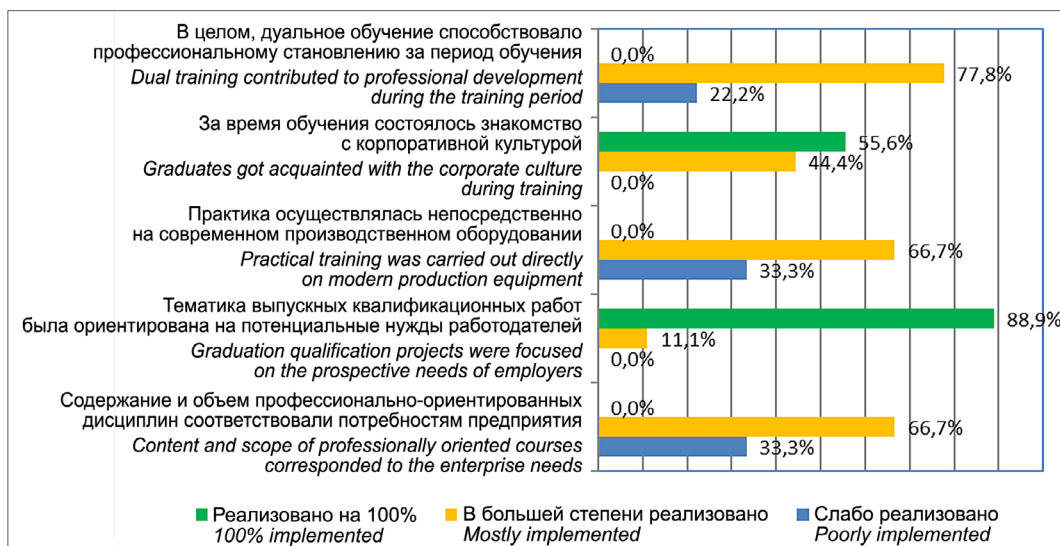 В целом, дуальное обучение способствовало
профессиональному становлению за период обучения
Dual training contributed to professional development
during the training period
0,0%
77,8%
22,2%
За время обучения состоялось знакомство
с корпоративной культурой
Graduates got acquainted with the corporate culture
during training
55,6%
44,4%
0,0%
Практика осуществлялась непосредственно
на современном производственном оборудовании
Practical training was carried out directly
on modern production equipment
0,0%
66,7%
33,3%
Тематика выпускных квалификационных работ
была ориентирована на потенциальные нужды работодателей
Graduation qualification projects were focused
on the prospective needs of employers
88,9%
11,1%
0,0%
Содержание и объем профессионально-ориентированных
дисциплин соответствовали потребностям предприятия
Content and scope of professionally oriented courses
corresponded to the enterprise needs
0,0%
66,7%
33,3%
Реализовано на 100%
100% implemented
В большей степени реализовано
Mostly implemented
Слабо реализовано
Poorly implemented